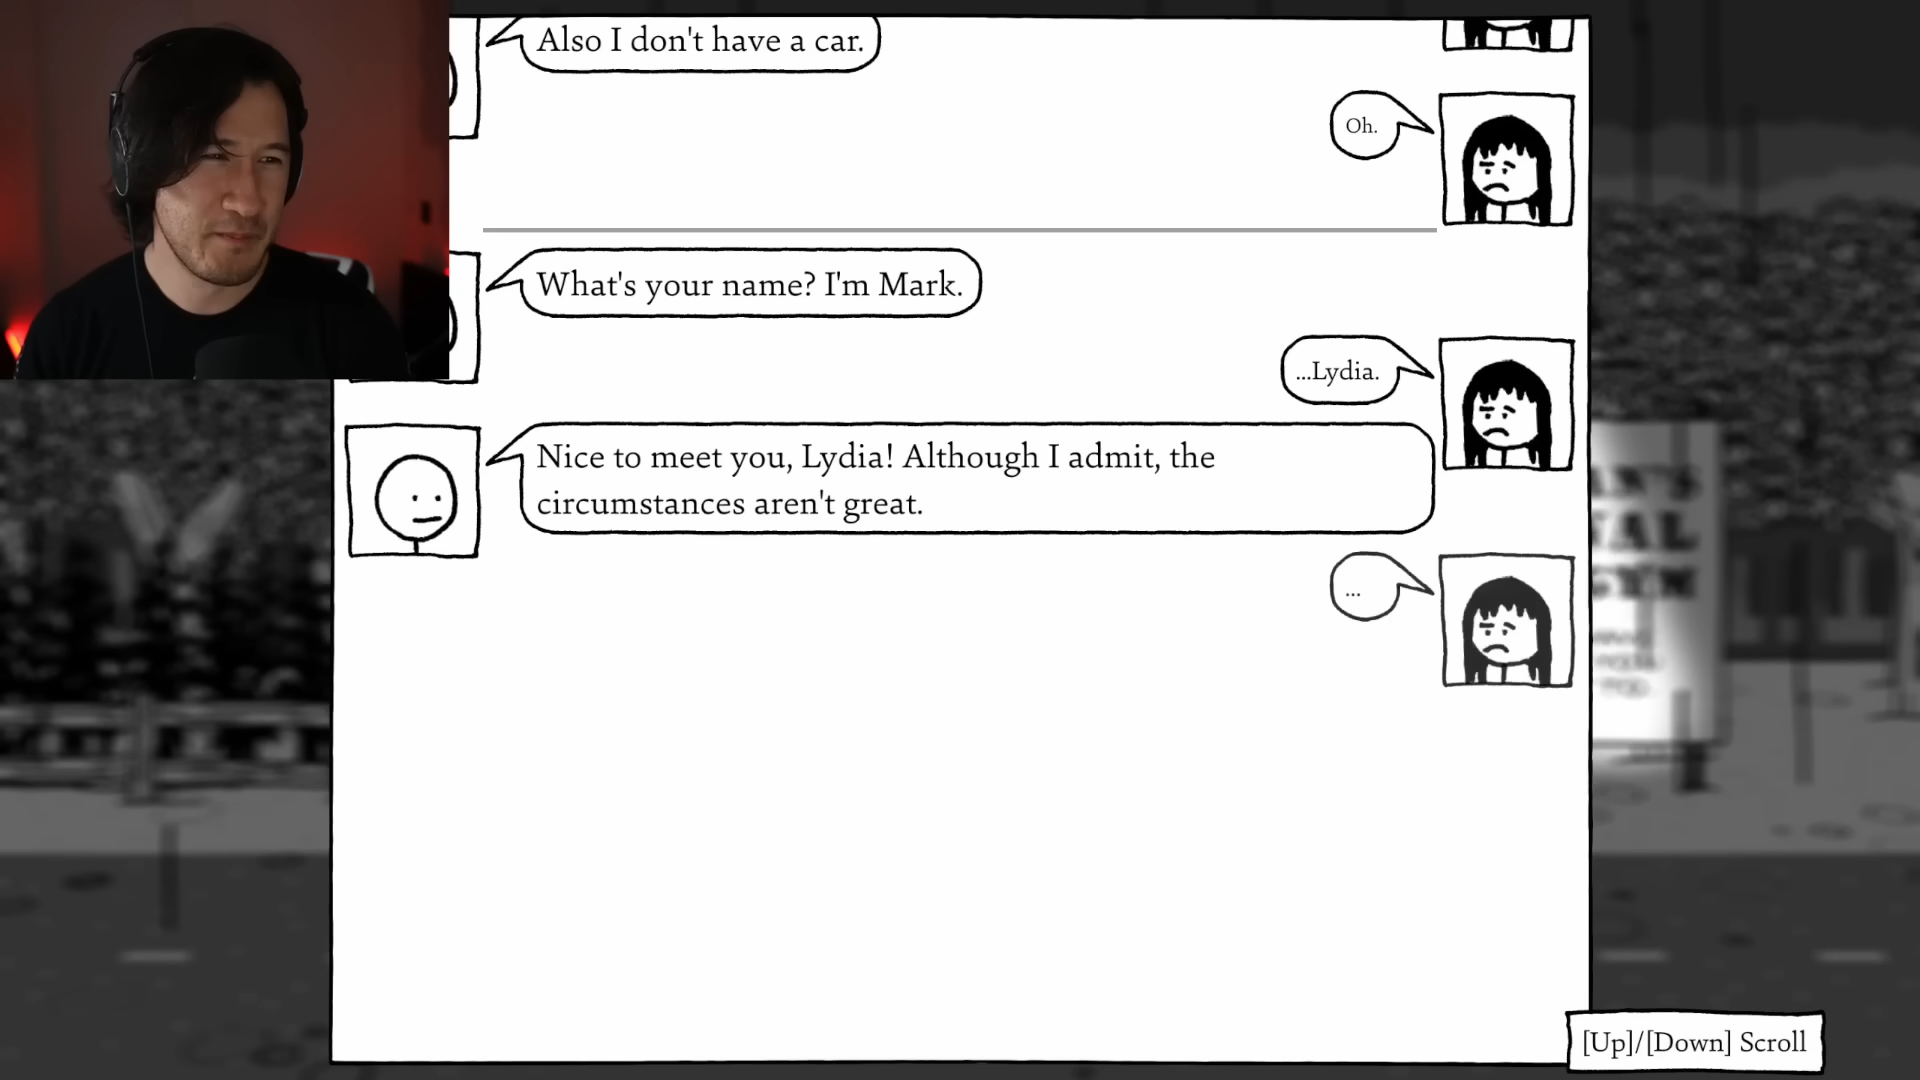 Also I don't have a car.
Oh.
What's your name? I'm Mark.
...Lydia.
Nice to meet you, Lydia! Although I admit, the
circumstances aren't great.
...
[Up]/[Down] Scroll